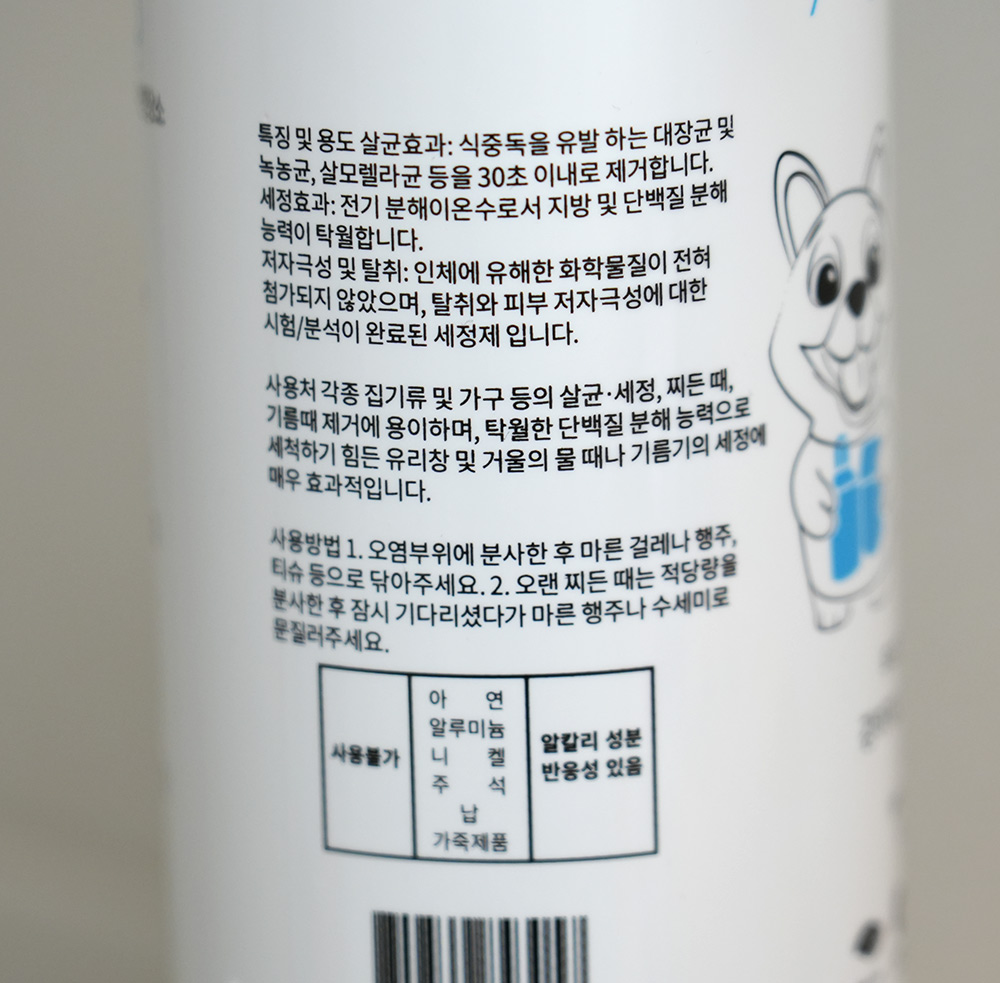 특징 및 용도 살균효과: 식중독을 유발 하는 대장균 및
녹농균, 살모렐라균 등을 30초 이내로 제거합니다.
세정효과: 전기 분해이온수로서 지방 및 단백질 분해
능력이 탁월합니다.
저자극성 및 탈취: 인체에 유해한 화학물질이 전혀
첨가되지 않았으며, 탈취와 피부 저자극성에 대한
시험/분석이 완료된 세정제 입니다.
사용처 각종 집기류 및 가구 등의 살균·세정, 찌든 때,
기름때 제거에 용이하며, 탁월한 단백질 분해 능력으로
세척하기 힘든 유리창 및 거울의 물 때나 기름기의 세정에
매우 효과적입니다.
사용방법 1. 오염부위에 분사한 후 마른 걸레나 행주,
티슈 등으로 닦아주세요. 2. 오랜 찌든 때는 적당량을
분사한 후 잠시 기다리셨다가 마른 행주나 수세미로
문질러주세요.
사용불가
아 연
알루미늄
니 켈
주 석
납
가죽제품
알칼리 성분
반응성 있음